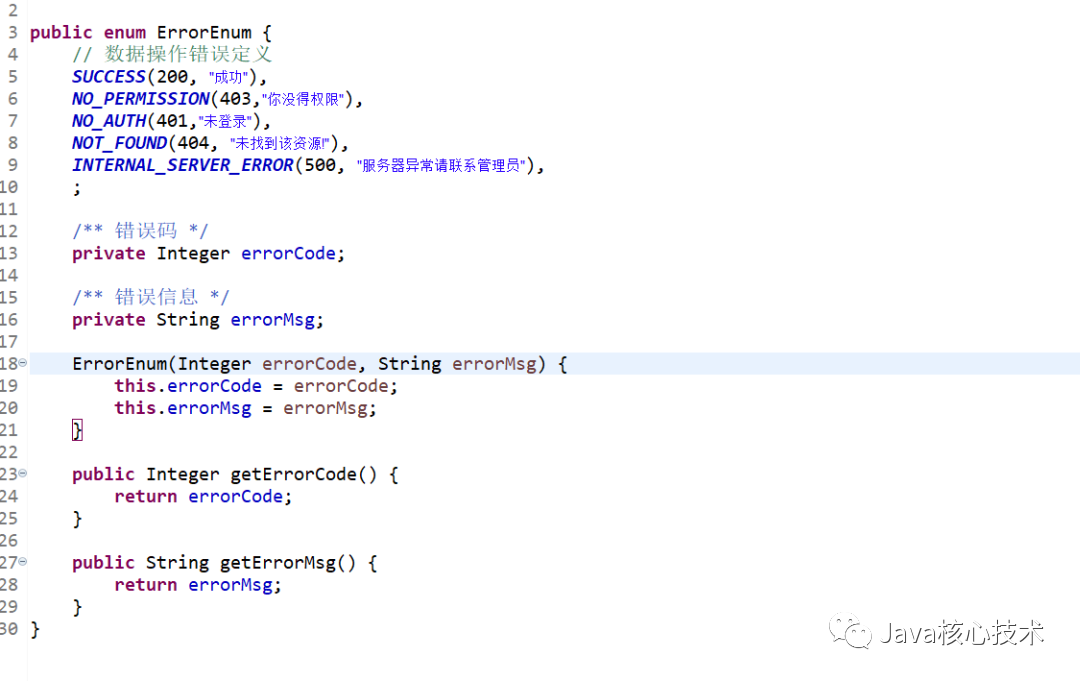 2
3 public enum ErrorEnum {
4     // 数据操作错误定义
5     SUCCESS(200, "成功"),
6     NO_PERMISSION(403,"你没得权限"),
7     NO_AUTH(401,"未登录"),
8     NOT_FOUND(404, "未找到该资源!"),
9     INTERNAL_SERVER_ERROR(500, "服务器异常请联系管理员"),
10     ;
11
12     /** 错误码 */
13     private Integer errorCode;
14
15     /** 错误信息 */
16     private String errorMsg;
17
18     ErrorEnum(Integer errorCode, String errorMsg) {
19         this.errorCode = errorCode;
20         this.errorMsg = errorMsg;
21     }
22
23     public Integer getErrorCode() {
24         return errorCode;
25     }
26
27     public String getErrorMsg() {
28         return errorMsg;
29     }
30 }
Java核心技术